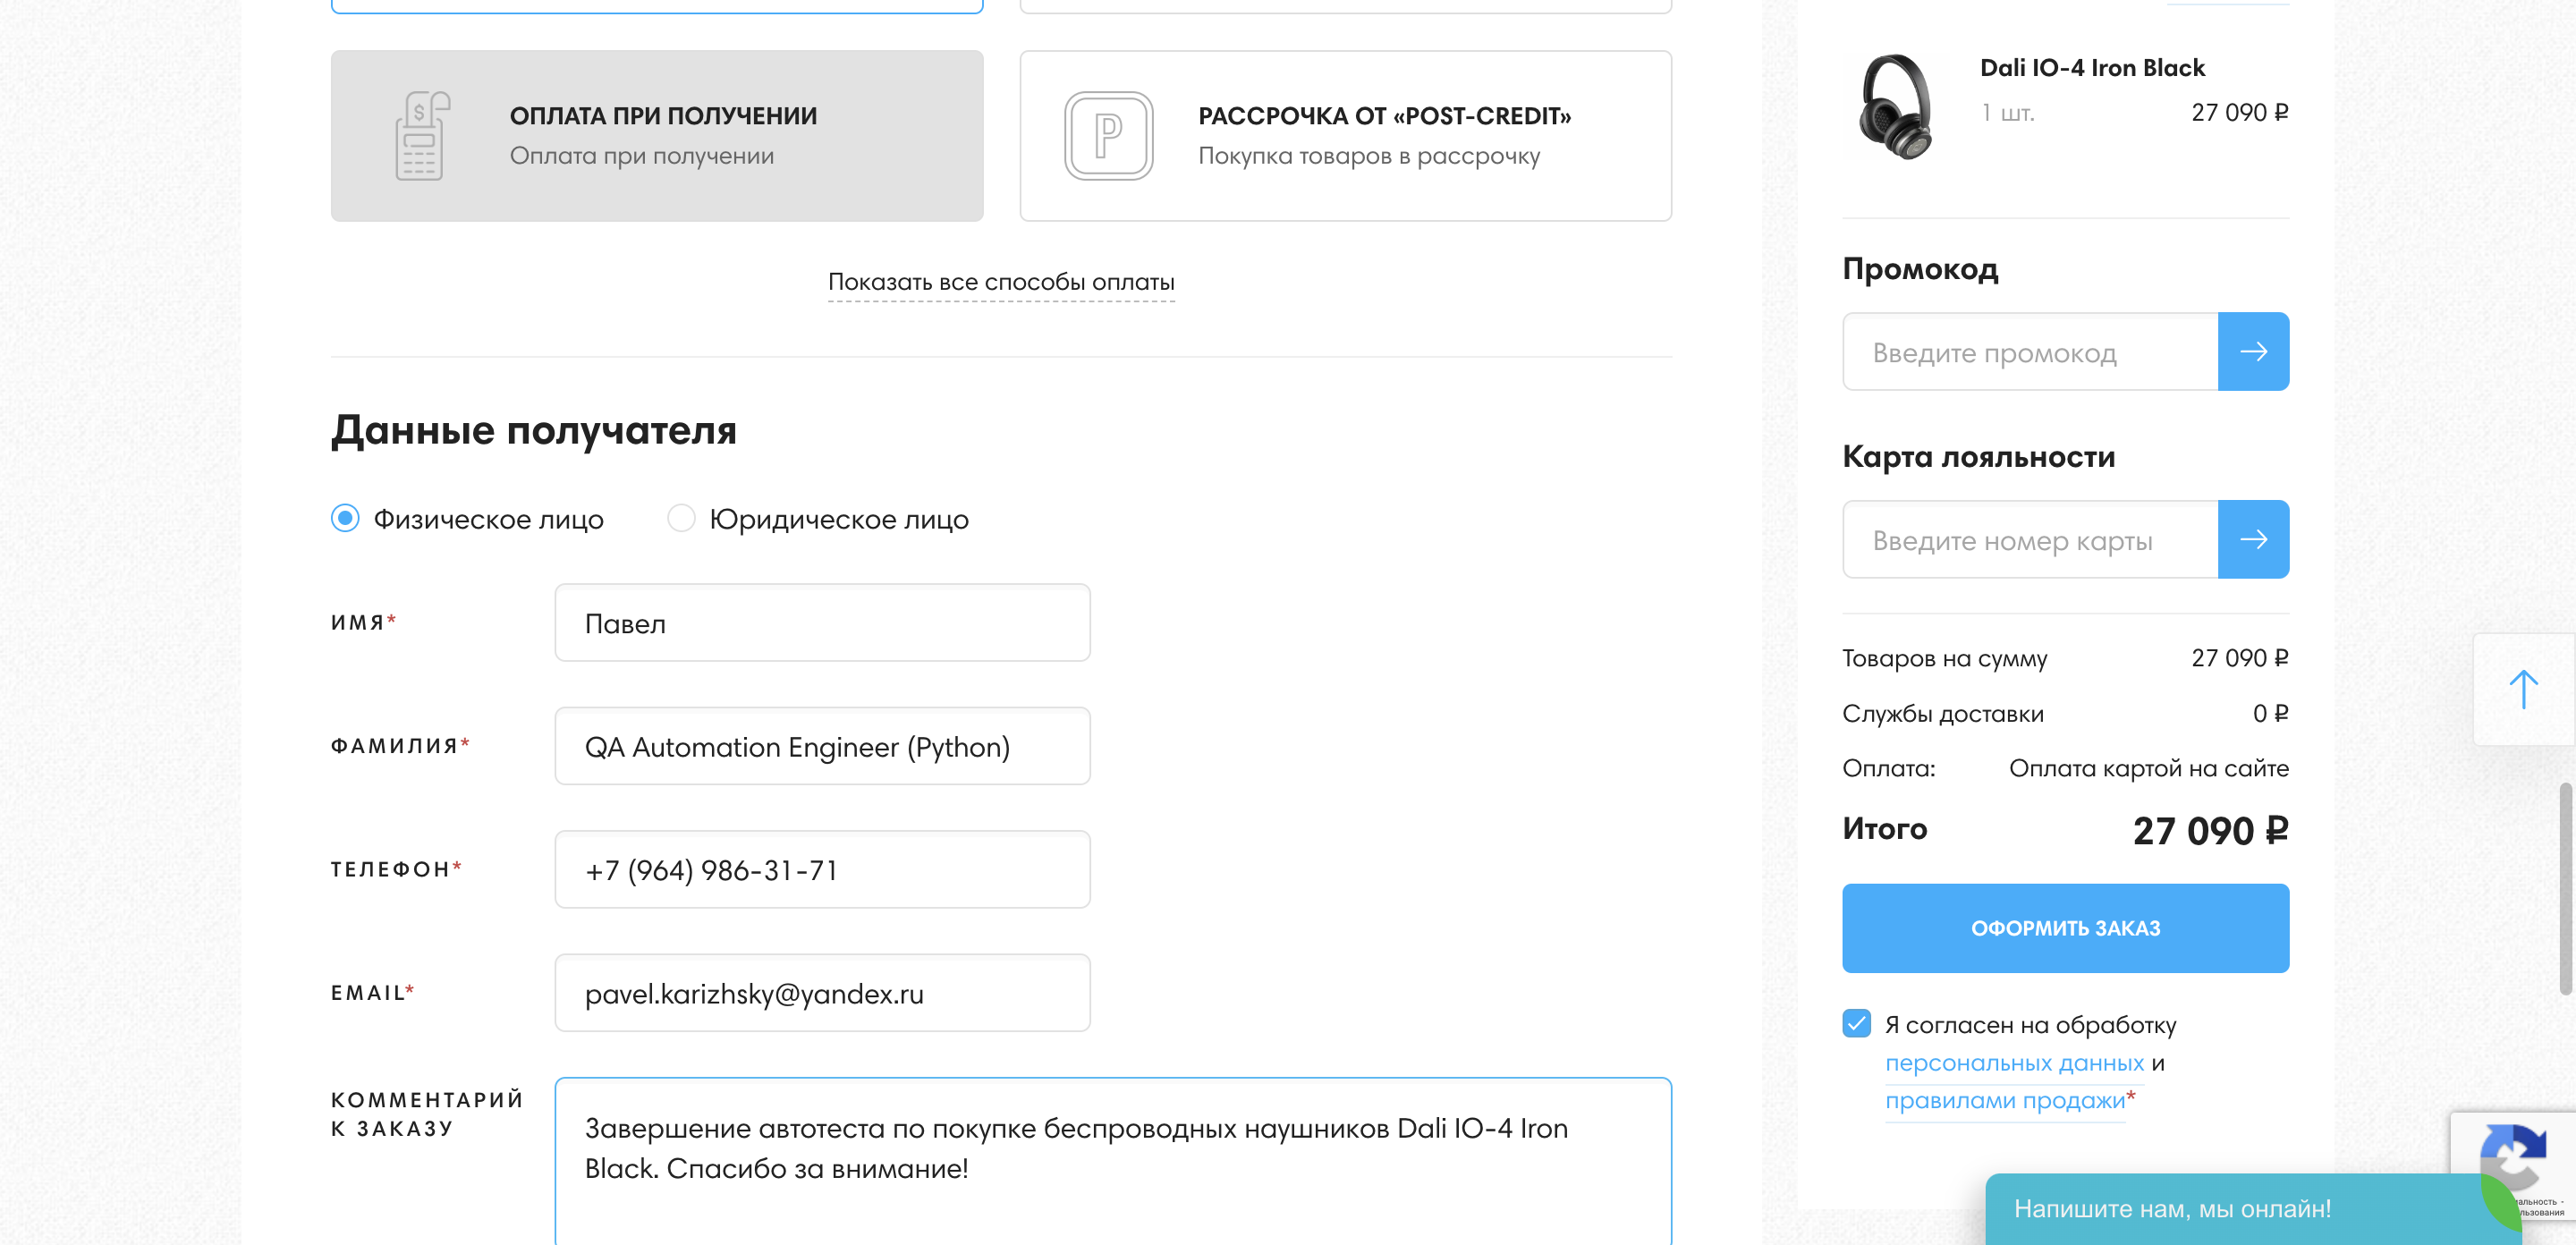 ОПЛАТА ПРИ ПОЛУЧЕНИИ
Оплата при получении
РАССРОЧКА ОТ «POST-CREDIT»
Покупка товаров в рассрочку
Показать все способы оплаты
Данные получателя
Физическое лицо
Юридическое лицо
ИМЯ*
Павел
ФАМИЛИЯ*
QA Automation Engineer (Python)
ТЕЛЕФОН*
+7 (964) 986-31-71
EMAIL*
pavel.karizhsky@yandex.ru
КОММЕНТАРИЙ
К ЗАКАЗУ
Завершение автотеста по покупке беспроводных наушников Dali IO-4 Iron
Black. Спасибо за внимание!
Dali IO-4 Iron Black
1 шт.
27 090 ₽
Промокод
Введите промокод
Карта лояльности
Введите номер карты
Товаров на сумму
27 090 ₽
Службы доставки
0 ₽
Оплата:
Оплата картой на сайте
Итого
27 090 ₽
ОФОРМИТЬ ЗАКАЗ
Я согласен на обработку
персональных данных и
правилами продажи*
Напишите нам, мы онлайн!